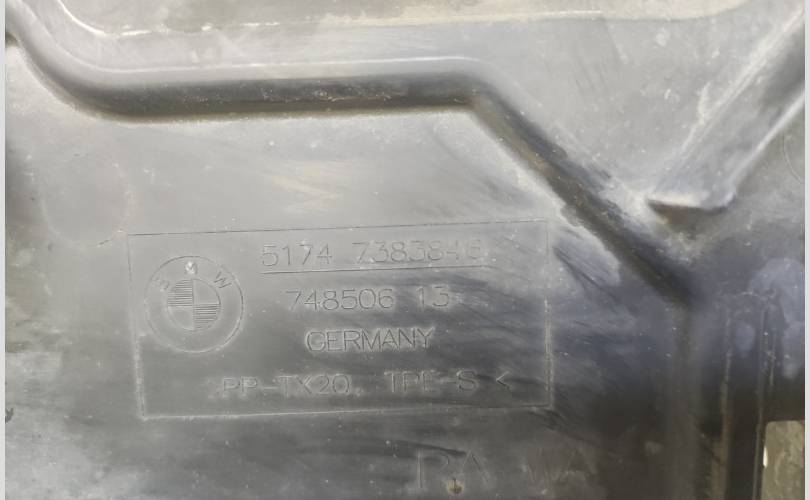 BMW
5174 7383846
748506 13
GERMANY
>PP-TX20, TPE-S<